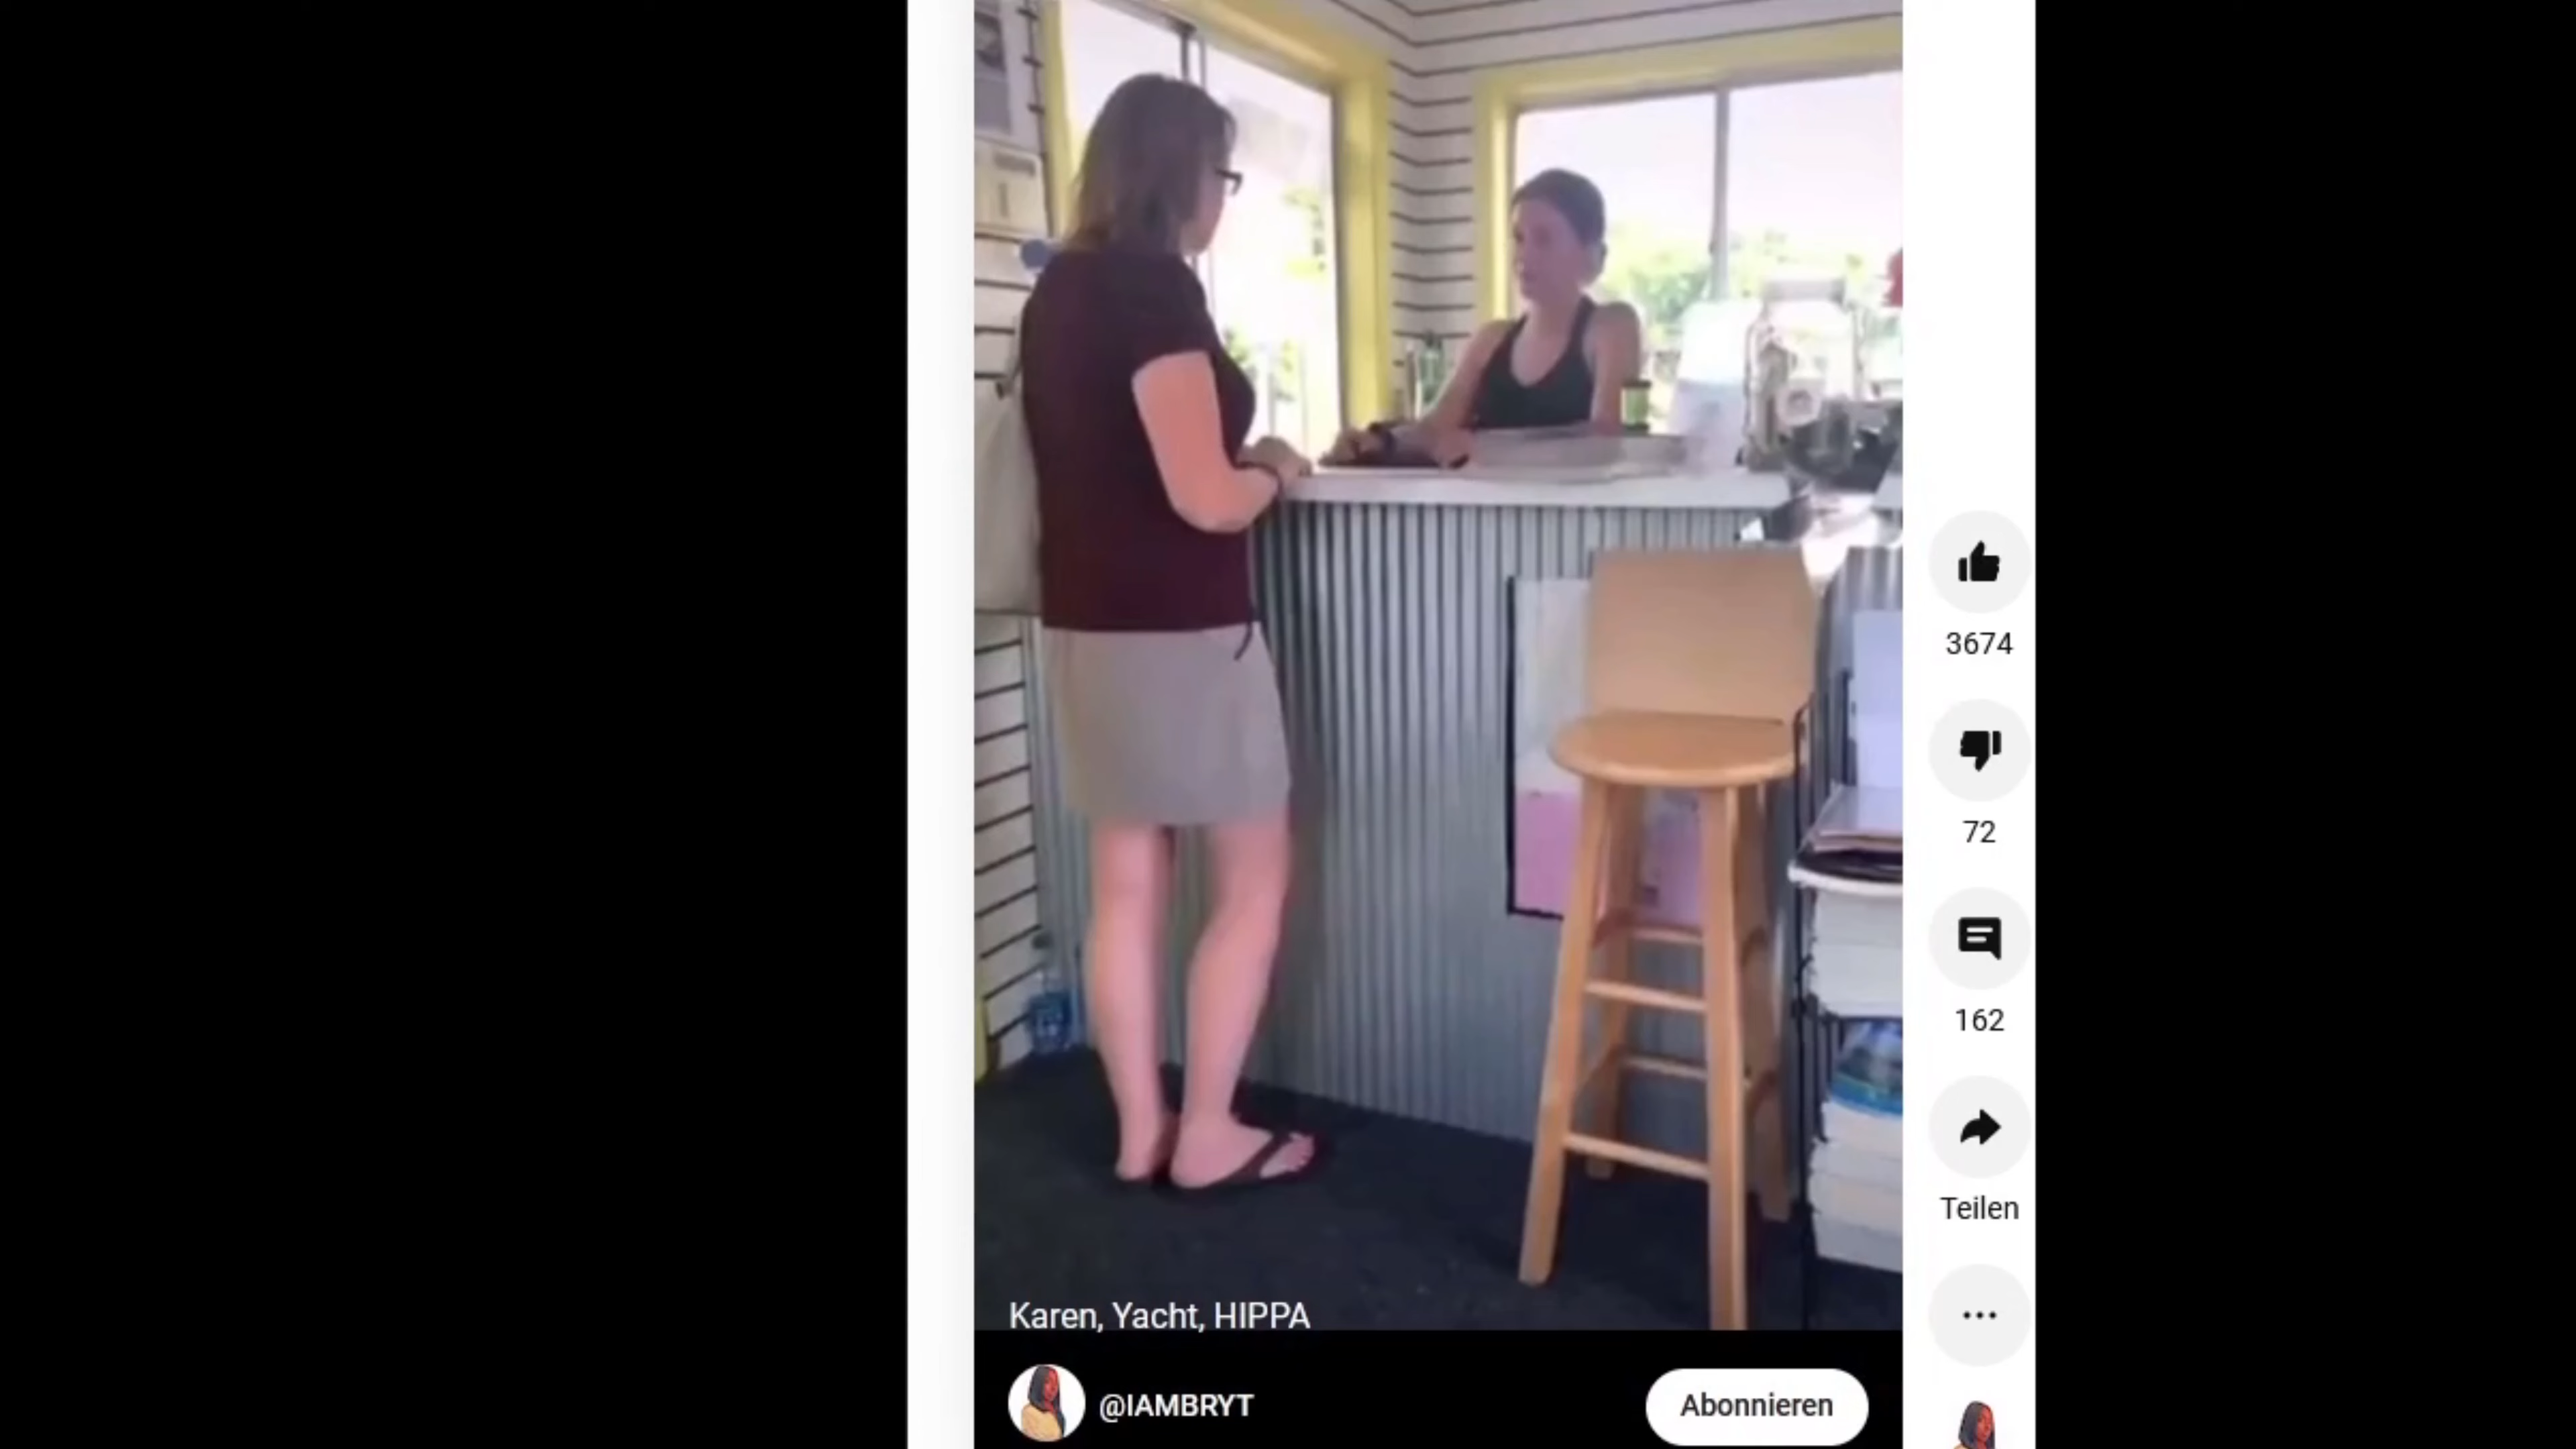 3674
72
162
Teilen
Karen, Yacht, HIPPA
@IAMBRYT
Abonnieren